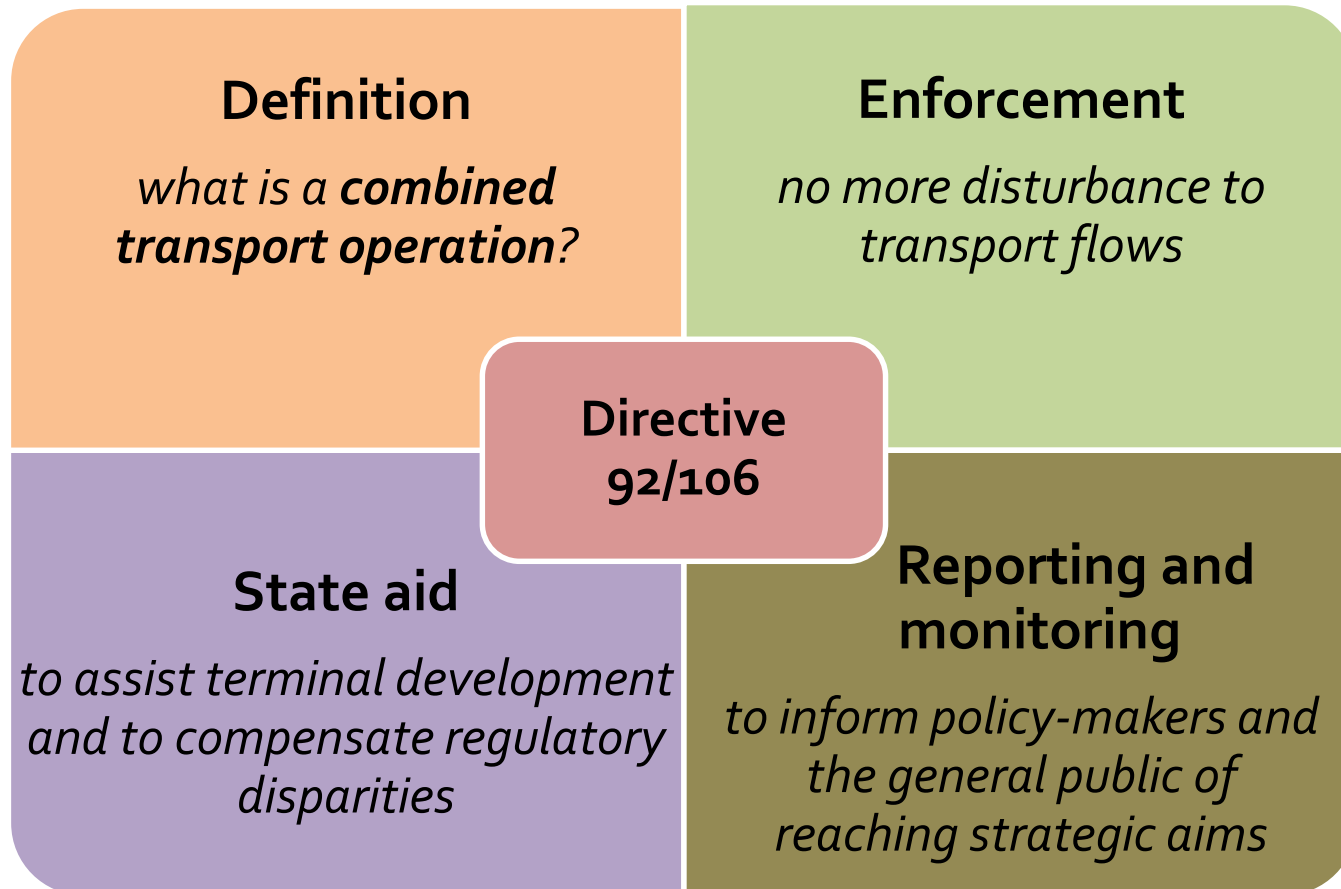 Definition
what is a combined
transport operation?
Enforcement
no more disturbance to
transport flows
Directive
92/106
State aid
to assist terminal development
and to compensate regulatory
disparities
Reporting and
monitoring
to inform policy-makers and
the general public of
reaching strategic aims